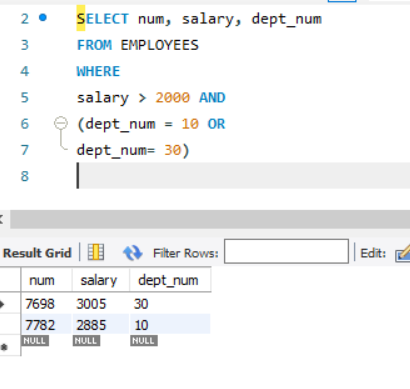 2 SELECT num, salary, dept_num
3 FROM EMPLOYEES
4 WHERE
5 salary > 2000 AND
6 (dept_num = 10 OR
7 dept_num= 30)
8
Result Grid Filter Rows: Edit:
num salary dept_num
7698 3005 30
7782 2885 10
NULL NULL NULL